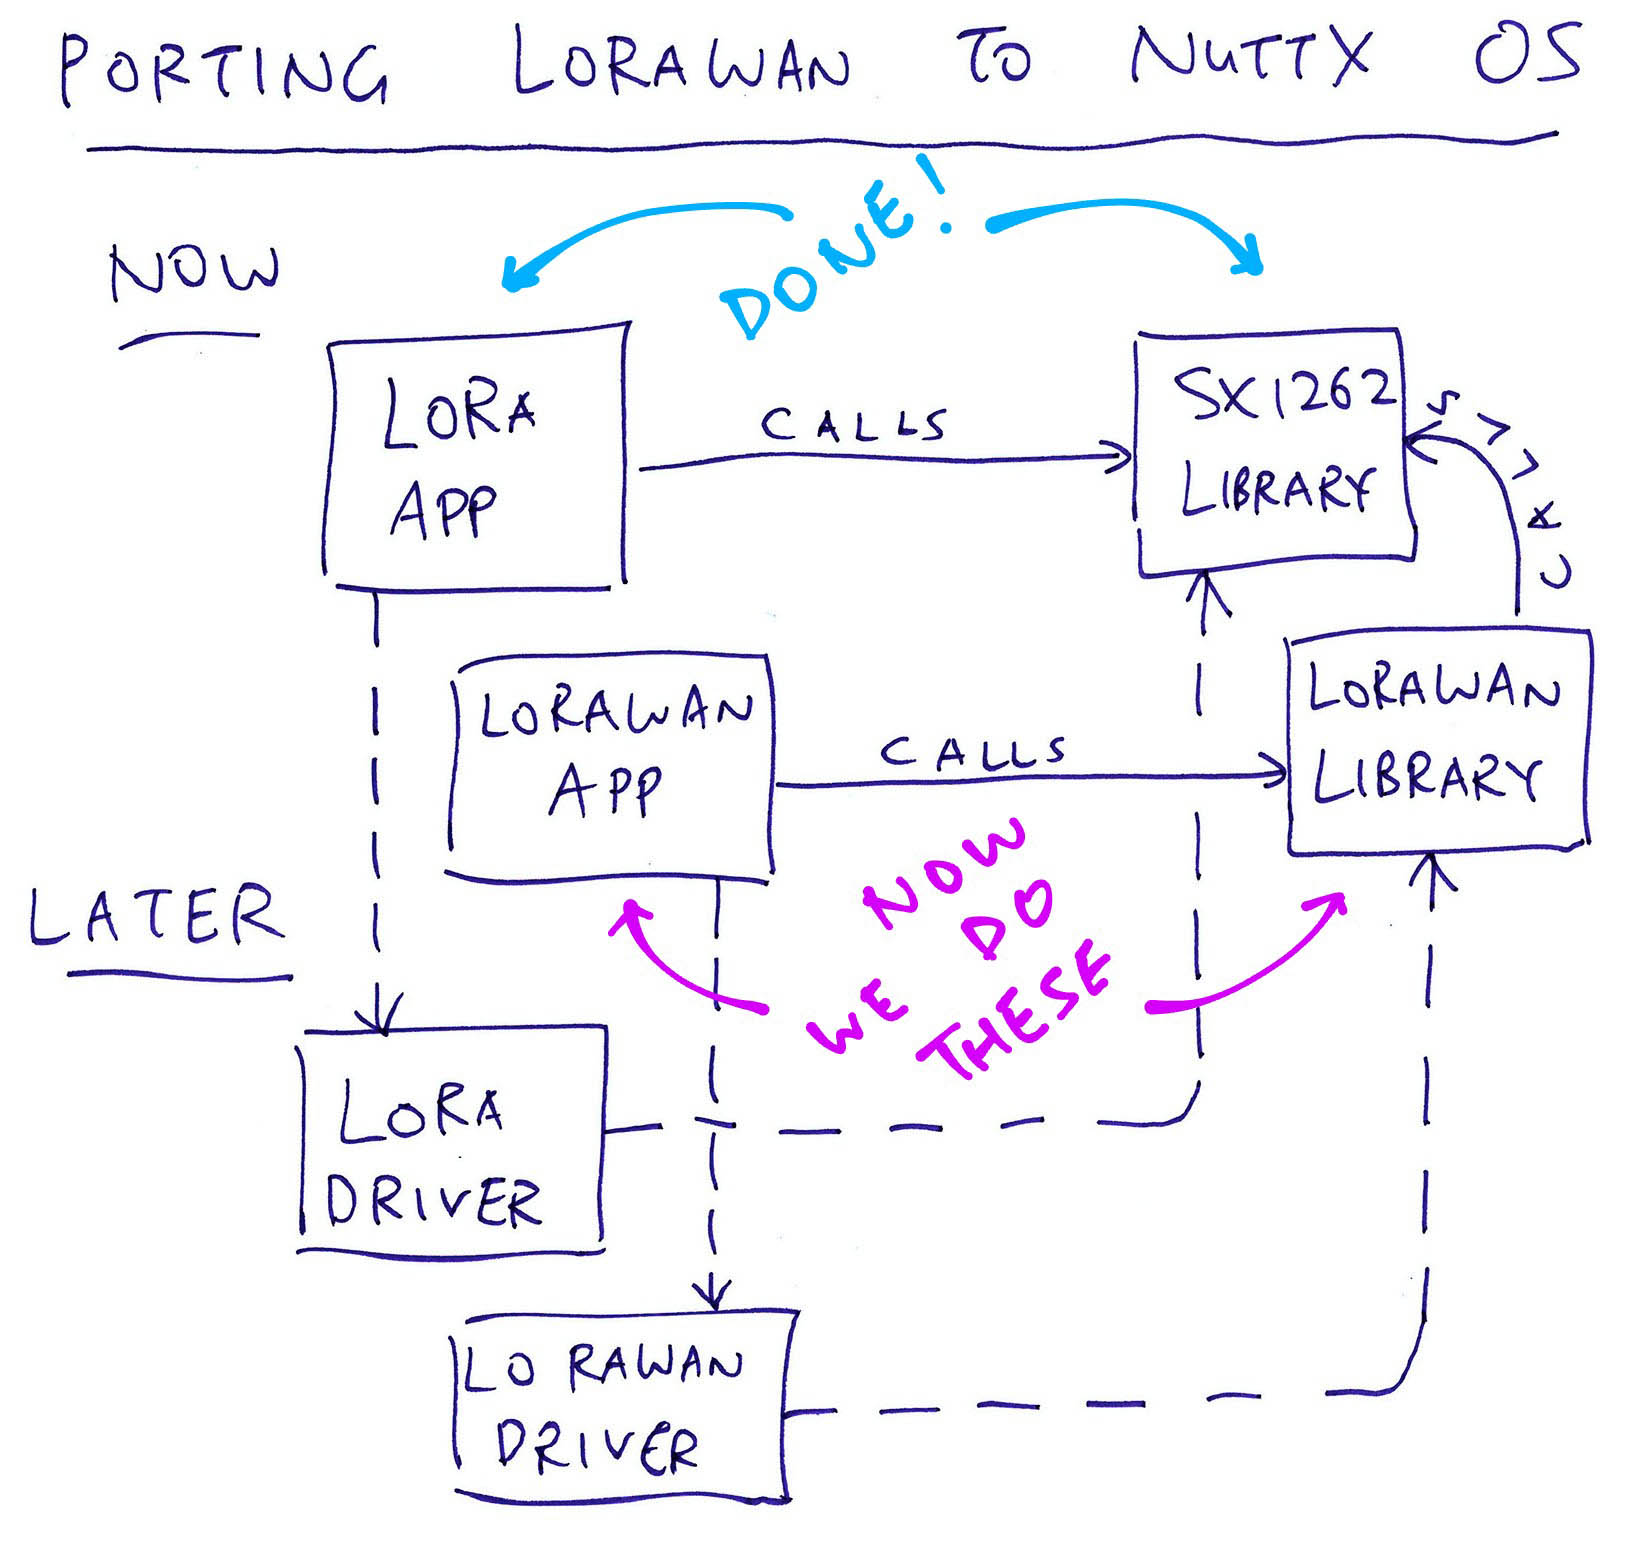 PORTING LORAWAN TO NUTTX OS
DONE!
NOW
LORA
APP
CALLS
SX1262
LIBRARY
CALLS
LORAWAN
APP
CALLS
LORAWAN
LIBRARY
NOW
WE DO
THESE
LATER
LORA
DRIVER
LORAWAN
DRIVER